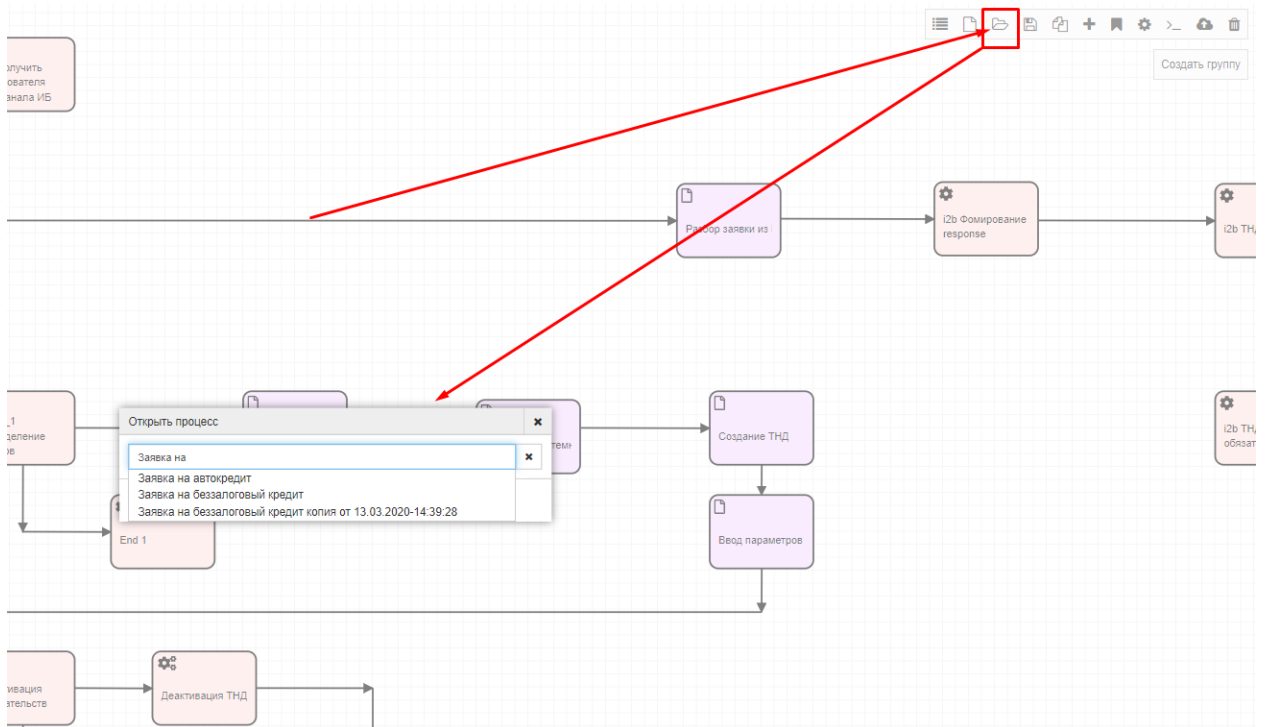 Создать группу
олучить
ователя
анала ИБ
Разбор заявки из
i2b Фомирование
response
i2b ТН
_1
деление
ов
Открыть процесс
Заявка на
Заявка на автокредит
Заявка на беззалоговый кредит
Заявка на беззалоговый кредит копия от 13.03.2020-14:39:28
End 1
Создание ТНД
i2b ТН
обязат
Ввод параметров
ивация
ательств
Деактивация ТНД